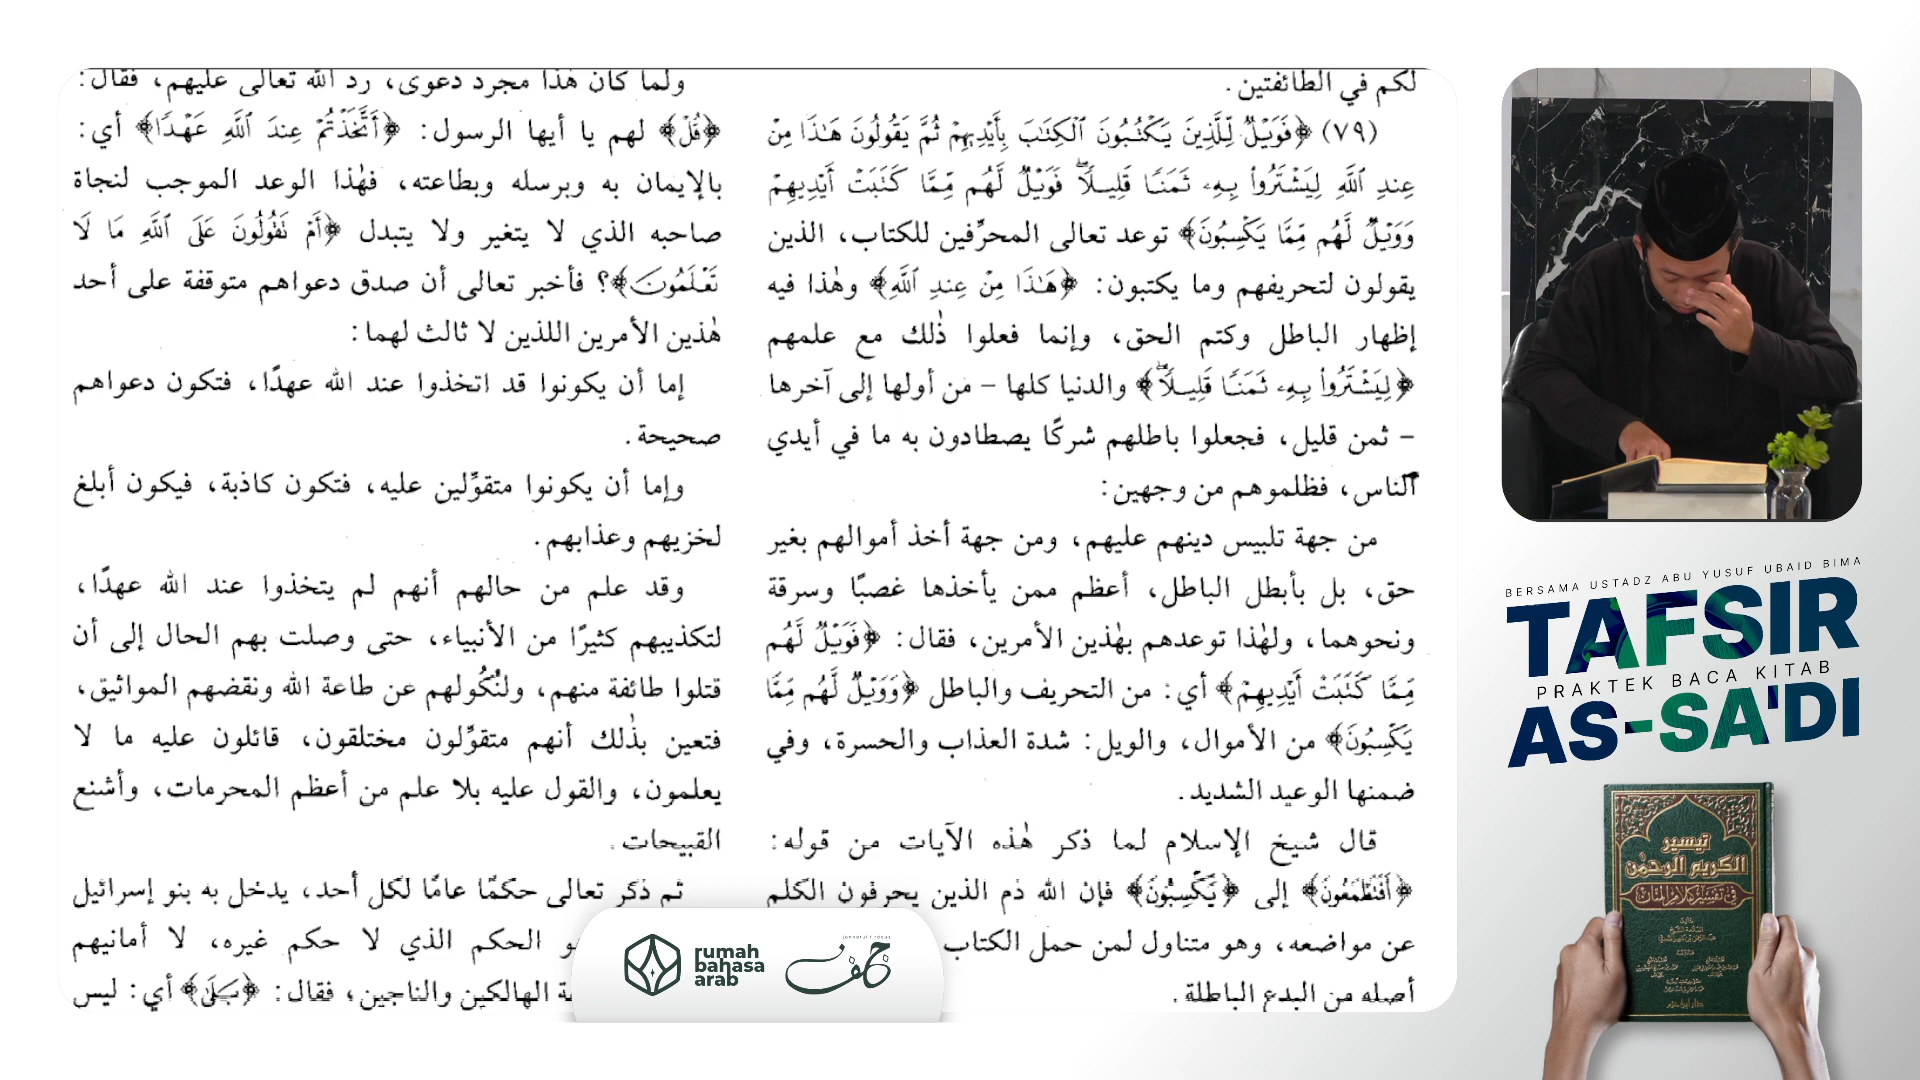 لكم في الطائفتين.
(٧٩) ﴿فَوَيْلٌ لِّلَّذِينَ يَكْتُبُونَ ٱلْكِتَٰبَ بِأَيْدِيهِمْ ثُمَّ يَقُولُونَ هَٰذَا مِنْ
عِندِ ٱللَّهِ لِيَشْتَرُوا۟ بِهِۦ ثَمَنًا قَلِيلًاۖ فَوَيْلٌ لَّهُم مِّمَّا كَتَبَتْ أَيْدِيهِمْ
وَوَيْلٌ لَّهُم مِّمَّا يَكْسِبُونَ﴾ توعد تعالى المحرِّفين للكتاب، الذين
يقولون لتحريفهم وما يكتبون: ﴿هَٰذَا مِنْ عِندِ ٱللَّهِ﴾ وهٰذا فيه
إظهار الباطل وكتم الحق، وإنما فعلوا ذٰلك مع علمهم
﴿لِيَشْتَرُوا۟ بِهِۦ ثَمَنًا قَلِيلًاۖ﴾ والدنيا كلها – من أولها إلى آخرها
– ثمن قليل، فجعلوا باطلهم شركًا يصطادون به ما في أيدي
الناس، فظلموهم من وجهين:
من جهة تلبيس دينهم عليهم، ومن جهة أخذ أموالهم بغير
حق، بل بأبطل الباطل، أعظم ممن يأخذها غصبًا وسرقة
ونحوهما، ولهٰذا توعدهم بهٰذين الأمرين، فقال: ﴿فَوَيْلٌ لَّهُم
مِّمَّا كَتَبَتْ أَيْدِيهِمْ﴾ أي: من التحريف والباطل ﴿وَوَيْلٌ لَّهُم مِّمَّا
يَكْسِبُونَ﴾ من الأموال، والويل: شدة العذاب والحسرة، وفي
ضمنها الوعيد الشديد.
قال شيخ الإسلام لما ذكر هٰذه الآيات من قوله:
﴿أَفَتَطْمَعُونَ﴾ إلى ﴿يَكْسِبُونَ﴾ فإن الله ذم الذين يحرفون الكلم
عن مواضعه، وهو متناول لمن حمل الكتاب
أصله من البدع الباطلة.
ولما كان هٰذا مجرد دعوى، رد الله تعالى عليهم، فقال:
﴿قُلْ﴾ لهم يا أيها الرسول: ﴿أَتَّخَذْتُمْ عِندَ ٱللَّهِ عَهْدًا﴾ أي:
بالإيمان به وبرسله وبطاعته، فهٰذا الوعد الموجب لنجاة
صاحبه الذي لا يتغير ولا يتبدل ﴿أَمْ تَقُولُونَ عَلَى ٱللَّهِ مَا لَا
تَعْلَمُونَ﴾؟ فأخبر تعالى أن صدق دعواهم متوقفة على أحد
هٰذين الأمرين اللذين لا ثالث لهما:
إما أن يكونوا قد اتخذوا عند الله عهدًا، فتكون دعواهم
صحيحة.
وإما أن يكونوا متقوِّلين عليه، فتكون كاذبة، فيكون أبلغ
لخزيهم وعذابهم.
وقد علم من حالهم أنهم لم يتخذوا عند الله عهدًا،
لتكذيبهم كثيرًا من الأنبياء، حتى وصلت بهم الحال إلى أن
قتلوا طائفة منهم، ولنُكُولهم عن طاعة الله ونقضهم المواثيق،
فتعين بذٰلك أنهم متقوِّلون مختلقون، قائلون عليه ما لا
يعلمون، والقول عليه بلا علم من أعظم المحرمات، وأشنع
القبيحات.
ثم ذكر تعالى حكمًا عامًا لكل أحد، يدخل به بنو إسرائيل
الحكم الذي لا حكم غيره، لا أمانيهم
الهالكين والناجين، فقال: ﴿بَلَىٰ﴾ أي: ليس
rumah
bahasa
arab
BERSAMA USTADZ ABU YUSUF UBAID BIMA
TAFSIR
PRAKTEK BACA KITAB
AS-SA'DI
تيسير
الكريم الرحمٰن
في تفسير كلام المنان